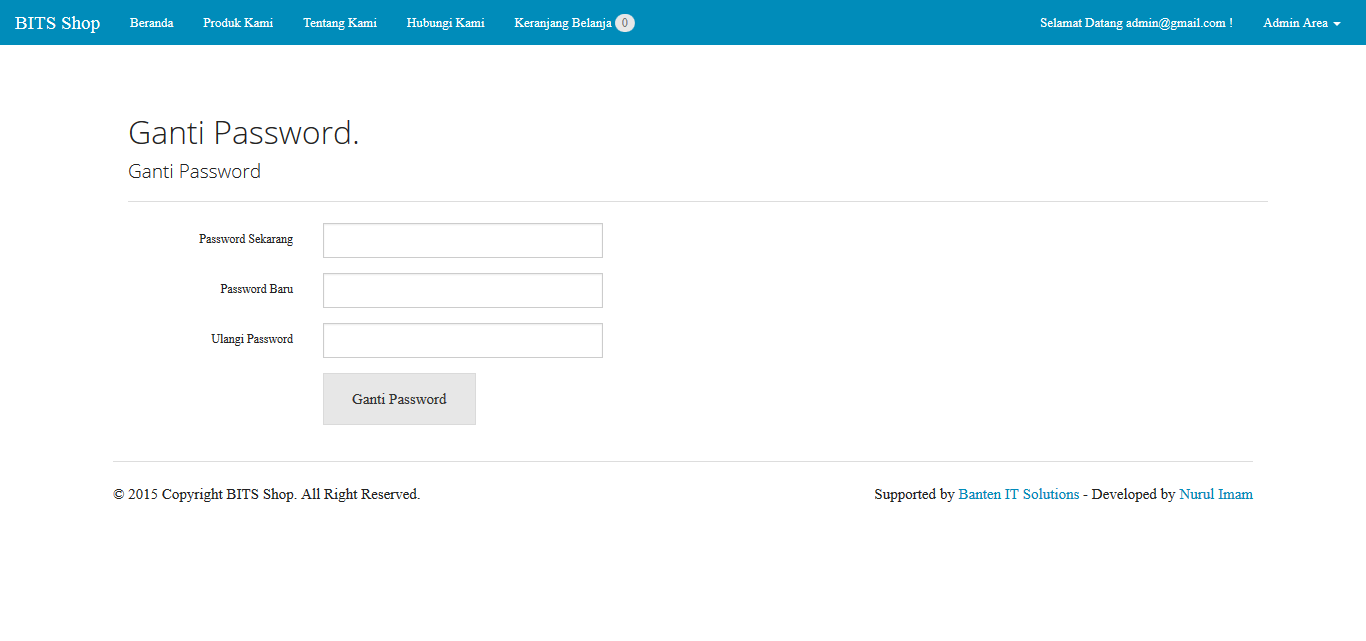 BITS Shop Beranda Produk Kami Tentang Kami Hubungi Kami Keranjang Belanja 0 Selamat Datang admin@gmail.com ! Admin Area
Ganti Password.
Ganti Password
Password Sekarang
Password Baru
Ulangi Password
Ganti Password
© 2015 Copyright BITS Shop. All Right Reserved. Supported by Banten IT Solutions - Developed by Nurul Imam